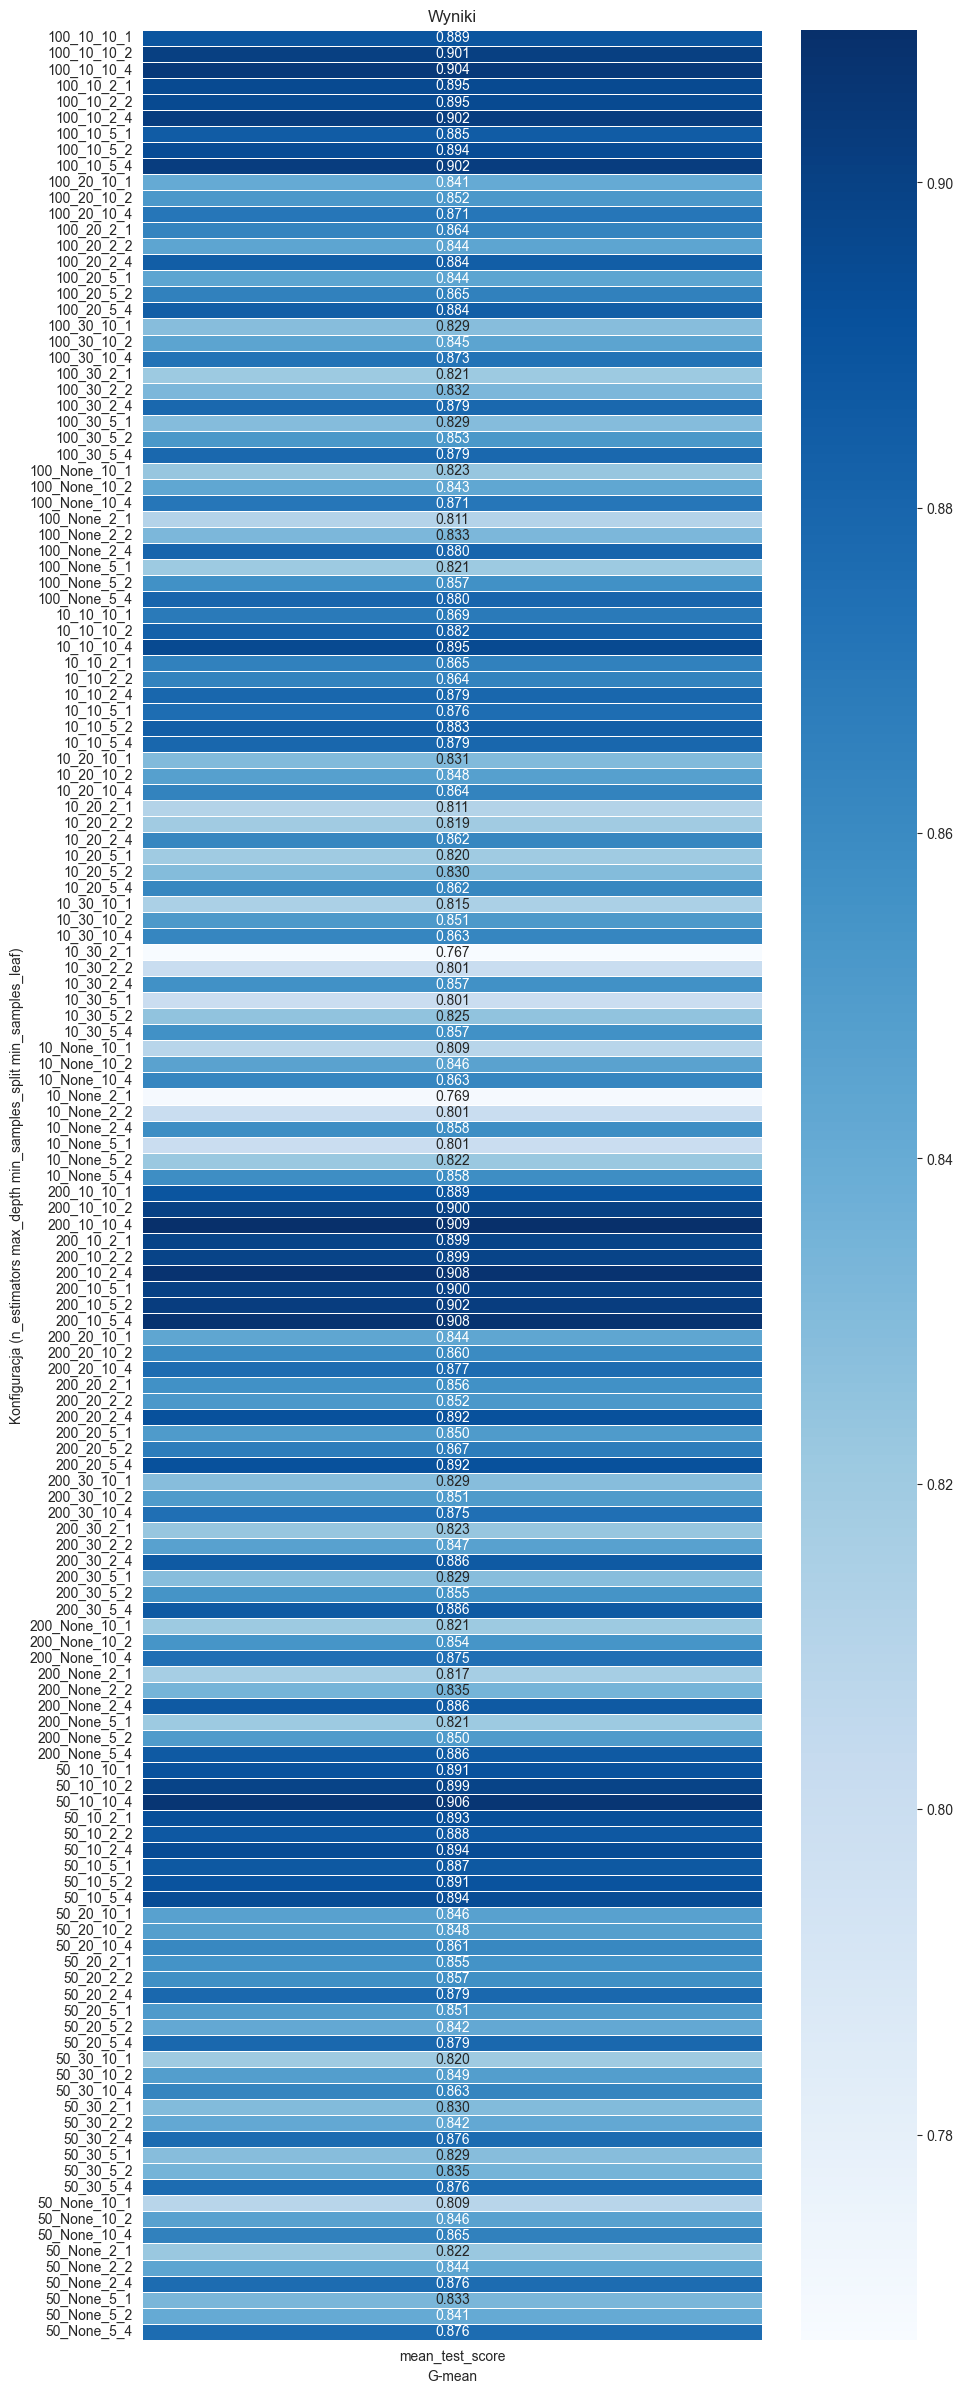 Wyniki
100_10_10_1 0.889
100_10_10_2 0.901
100_10_10_4 0.904
100_10_2_1 0.895
100_10_2_2 0.895
100_10_2_4 0.902
100_10_5_1 0.885
100_10_5_2 0.894
100_10_5_4 0.902
100_20_10_1 0.841
100_20_10_2 0.852
100_20_10_4 0.871
100_20_2_1 0.864
100_20_2_2 0.844
100_20_2_4 0.884
100_20_5_1 0.844
100_20_5_2 0.865
100_20_5_4 0.884
100_30_10_1 0.829
100_30_10_2 0.845
100_30_10_4 0.873
100_30_2_1 0.821
100_30_2_2 0.832
100_30_2_4 0.879
100_30_5_1 0.829
100_30_5_2 0.853
100_30_5_4 0.879
100_None_10_1 0.823
100_None_10_2 0.843
100_None_10_4 0.871
100_None_2_1 0.811
100_None_2_2 0.833
100_None_2_4 0.880
100_None_5_1 0.821
100_None_5_2 0.857
100_None_5_4 0.880
10_10_10_1 0.869
10_10_10_2 0.882
10_10_10_4 0.895
10_10_2_1 0.865
10_10_2_2 0.864
10_10_2_4 0.879
10_10_5_1 0.876
10_10_5_2 0.883
10_10_5_4 0.879
10_20_10_1 0.831
10_20_10_2 0.848
10_20_10_4 0.864
10_20_2_1 0.811
10_20_2_2 0.819
10_20_2_4 0.862
10_20_5_1 0.820
10_20_5_2 0.830
10_20_5_4 0.862
10_30_10_1 0.815
10_30_10_2 0.851
10_30_10_4 0.863
10_30_2_1 0.767
10_30_2_2 0.801
10_30_2_4 0.857
10_30_5_1 0.801
10_30_5_2 0.825
10_30_5_4 0.857
10_None_10_1 0.809
10_None_10_2 0.846
10_None_10_4 0.863
10_None_2_1 0.769
10_None_2_2 0.801
10_None_2_4 0.858
10_None_5_1 0.801
10_None_5_2 0.822
10_None_5_4 0.858
200_10_10_1 0.889
200_10_10_2 0.900
200_10_10_4 0.909
200_10_2_1 0.899
200_10_2_2 0.899
200_10_2_4 0.908
200_10_5_1 0.900
200_10_5_2 0.902
200_10_5_4 0.908
200_20_10_1 0.844
200_20_10_2 0.860
200_20_10_4 0.877
200_20_2_1 0.856
200_20_2_2 0.852
200_20_2_4 0.892
200_20_5_1 0.850
200_20_5_2 0.867
200_20_5_4 0.892
200_30_10_1 0.829
200_30_10_2 0.851
200_30_10_4 0.875
200_30_2_1 0.823
200_30_2_2 0.847
200_30_2_4 0.886
200_30_5_1 0.829
200_30_5_2 0.855
200_30_5_4 0.886
200_None_10_1 0.821
200_None_10_2 0.854
200_None_10_4 0.875
200_None_2_1 0.817
200_None_2_2 0.835
200_None_2_4 0.886
200_None_5_1 0.821
200_None_5_2 0.850
200_None_5_4 0.886
50_10_10_1 0.891
50_10_10_2 0.899
50_10_10_4 0.906
50_10_2_1 0.893
50_10_2_2 0.888
50_10_2_4 0.894
50_10_5_1 0.887
50_10_5_2 0.891
50_10_5_4 0.894
50_20_10_1 0.846
50_20_10_2 0.848
50_20_10_4 0.861
50_20_2_1 0.855
50_20_2_2 0.857
50_20_2_4 0.879
50_20_5_1 0.851
50_20_5_2 0.842
50_20_5_4 0.879
50_30_10_1 0.820
50_30_10_2 0.849
50_30_10_4 0.863
50_30_2_1 0.830
50_30_2_2 0.842
50_30_2_4 0.876
50_30_5_1 0.829
50_30_5_2 0.835
50_30_5_4 0.876
50_None_10_1 0.809
50_None_10_2 0.846
50_None_10_4 0.865
50_None_2_1 0.822
50_None_2_2 0.844
50_None_2_4 0.876
50_None_5_1 0.833
50_None_5_2 0.841
50_None_5_4 0.876
mean_test_score
G-mean
Konfiguracja (n_estimators max_depth min_samples_split min_samples_leaf)
0.90
0.88
0.86
0.84
0.82
0.80
0.78